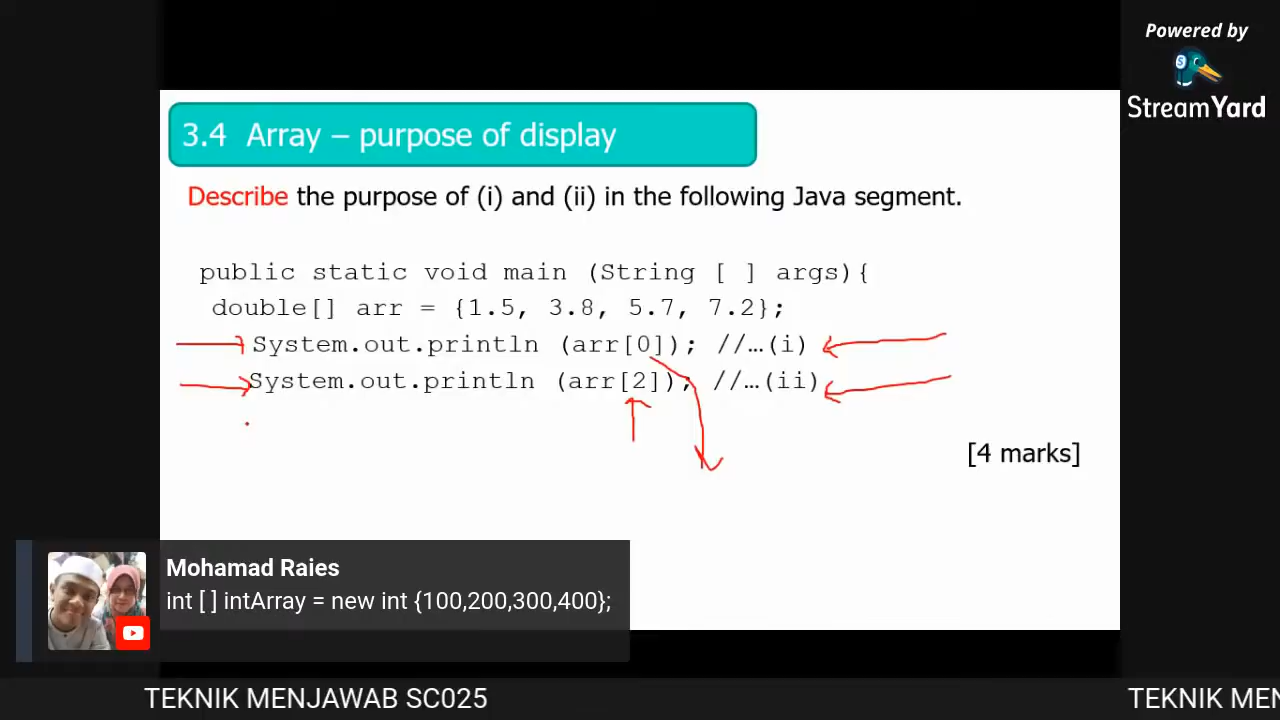 Powered by
StreamYard
3.4 Array – purpose of display
Describe the purpose of (i) and (ii) in the following Java segment.
public static void main (String [ ] args){
double[] arr = {1.5, 3.8, 5.7, 7.2};
System.out.println (arr[0]); //…(i)
System.out.println (arr[2]); //…(ii)
[4 marks]
Mohamad Raies
int [ ] intArray = new int {100,200,300,400};
TEKNIK MENJAWAB SC025 TEKNIK MEN